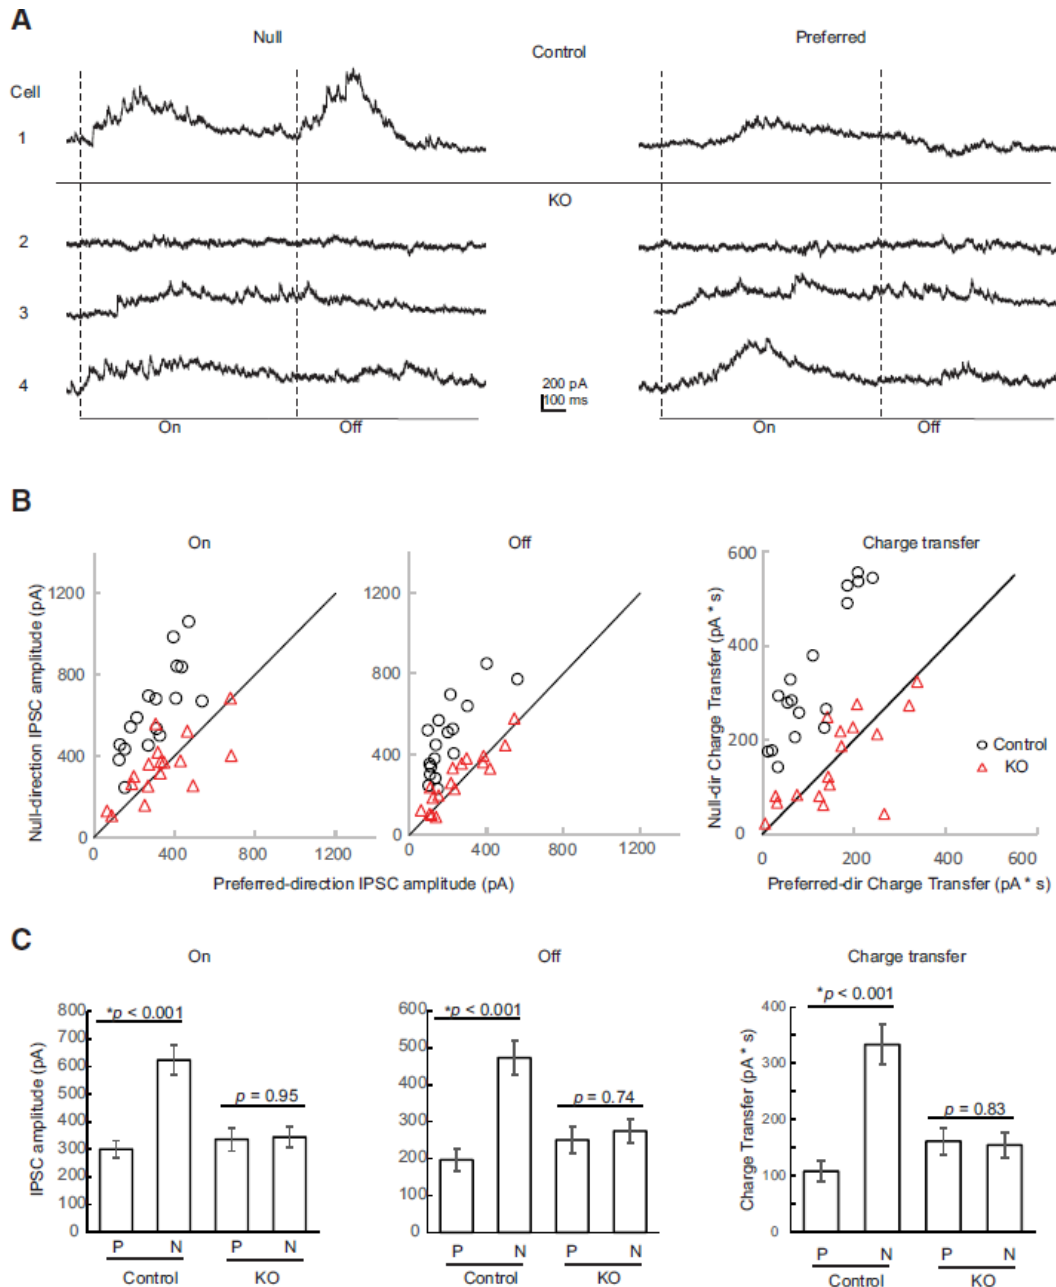 A
Null
Preferred
Control
Cell
1
KO
2
3
4
200 pA
100 ms
On
Off
On
Off
B
On
Off
Charge transfer
Null-direction IPSC amplitude (pA)
1200
800
400
0
0
400
800
1200
1200
800
400
0
0
400
800
1200
Preferred-direction IPSC amplitude (pA)
Null-dir Charge Transfer (pA * s)
600
400
200
0
0
200
400
600
Preferred-dir Charge Transfer (pA * s)
Control
KO
C
On
Off
Charge transfer
IPSC amplitude (pA)
800
700
600
500
400
300
200
100
0
*p < 0.001
p = 0.95
P
N
P
N
Control
KO
600
500
400
300
200
100
0
*p < 0.001
p = 0.74
P
N
P
N
Control
KO
Charge Transfer (pA * s)
400
300
200
100
0
*p < 0.001
p = 0.83
P
N
P
N
Control
KO